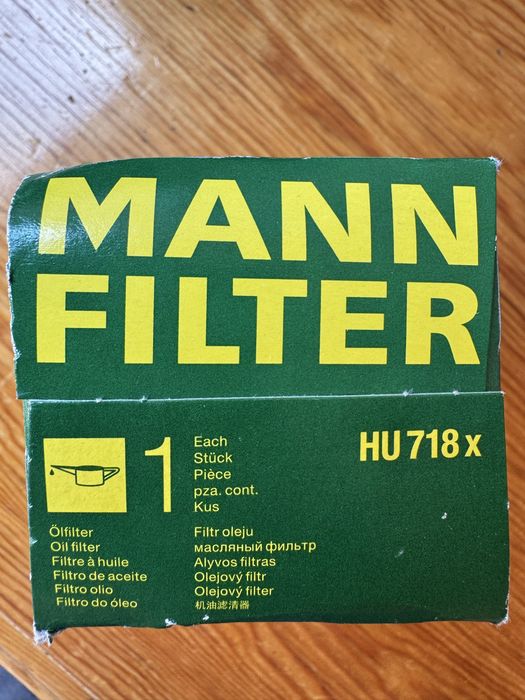 MANN
FILTER
1
Each
Stück
Pièce
pza. cont.
Kus
HU 718 x
Ölfilter
Oil filter
Filtre à huile
Filtro de aceite
Filtro olio
Filtro do óleo
Filtr oleju
масляный фильтр
Alyvos filtras
Olejový filtr
Olejový filter
机油滤清器